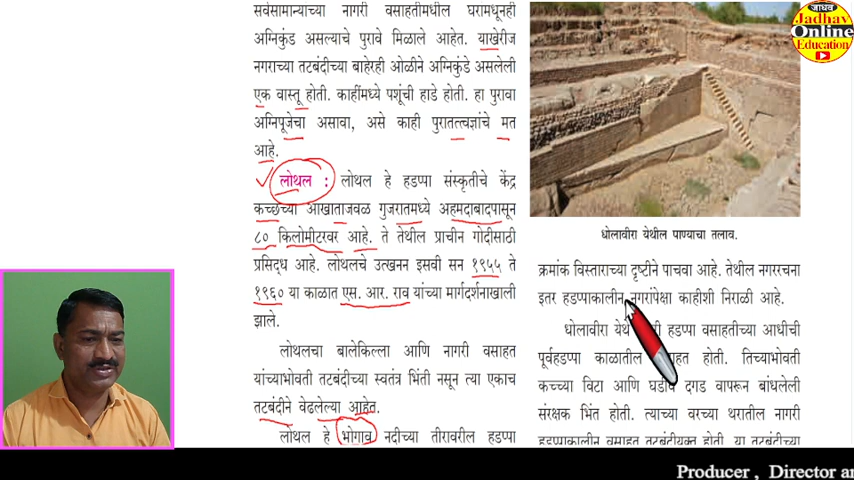 सर्वसामान्यांच्या नागरी वसाहतीमधील घरामधूनही
अग्निकुंड असल्याचे पुरावे मिळाले आहेत. याखेरीज
नगराच्या तटबंदीच्या बाहेरही ओळीने अग्निकुंडे असलेली
एक वास्तू होती. काहींमध्ये पशूंची हाडे होती. हा पुरावा
अग्निपूजेचा असावा, असे काही पुरातत्त्वज्ञांचे मत
आहे.
लोथल : लोथल हे हडप्पा संस्कृतीचे केंद्र
कच्छच्या आखाताजवळ गुजरातमध्ये अहमदाबादपासून
८० किलोमीटरवर आहे. ते तेथील प्राचीन गोदीसाठी
प्रसिद्ध आहे. लोथलचे उत्खनन इसवी सन १९५५ ते
१९६० या काळात एस. आर. राव यांच्या मार्गदर्शनाखाली
झाले.
लोथलचा बालेकिल्ला आणि नागरी वसाहत
यांच्याभोवती तटबंदीच्या स्वतंत्र भिंती नसून त्या एकाच
तटबंदीने वेढलेल्या आहेत.
लोथल हे भोगाव नदीच्या तीरावरील हडप्पा
धोलावीरा येथील पाण्याचा तलाव.
क्रमांक विस्ताराच्या दृष्टीने पाचवा आहे. तेथील नगररचना
इतर हडप्पाकालीन नगरांपेक्षा काहीशी निराळी आहे.
धोलावीरा हडप्पा वसाहतीच्या आधीची
पूर्वहडप्पा काळातील होती. तिच्याभोवती
कच्च्या विटा आणि दगड वापरून बांधलेली
संरक्षक भिंत होती. त्याच्या वरच्या थरातील नागरी
हडप्पाकालीन वसाहत तटबंदीयुक्त होती. या तटबंदीच्या
जाधव
Jadhav
Online
Education
Producer , Director